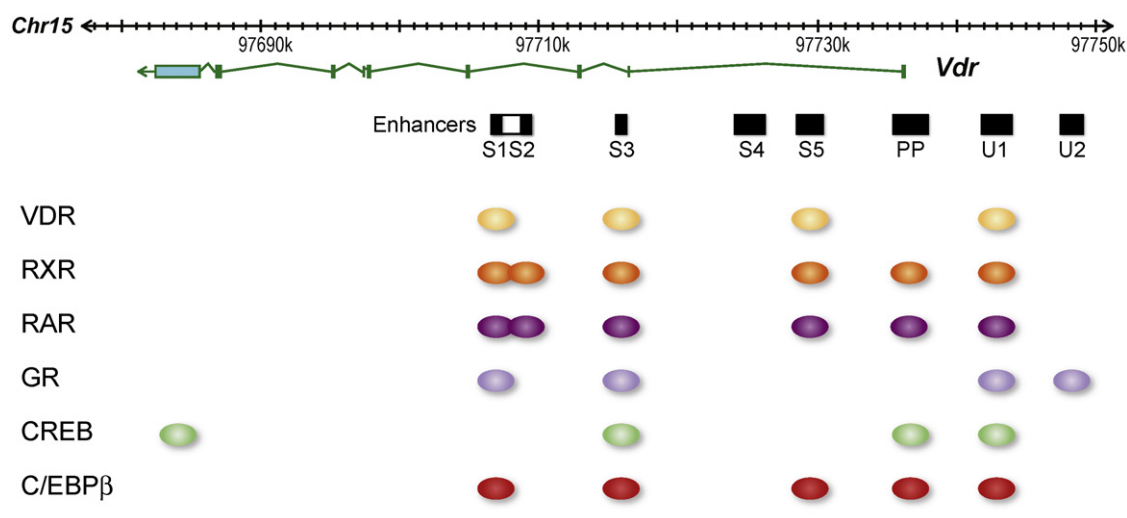 Chr15
97690k 97710k 97730k 97750k
Vdr
Enhancers
S1S2 S3 S4 S5 PP U1 U2
VDR
RXR
RAR
GR
CREB
C/EBPβ